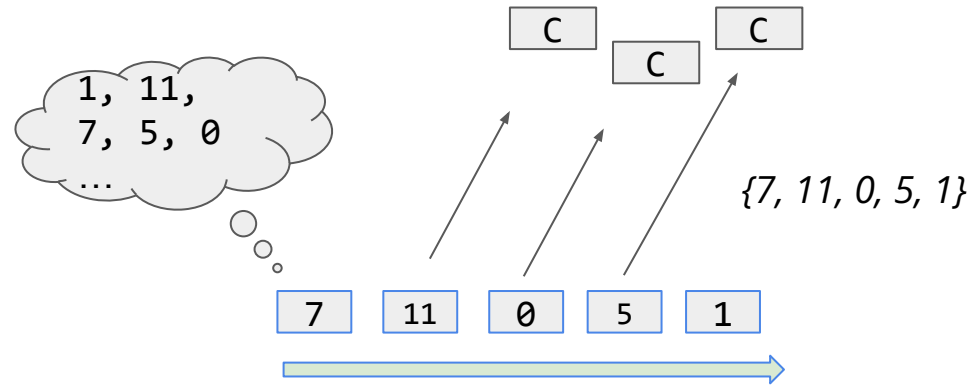 C
C
C
1, 11,
7, 5, 0
...
{7, 11, 0, 5, 1}
7 11 0 5 1